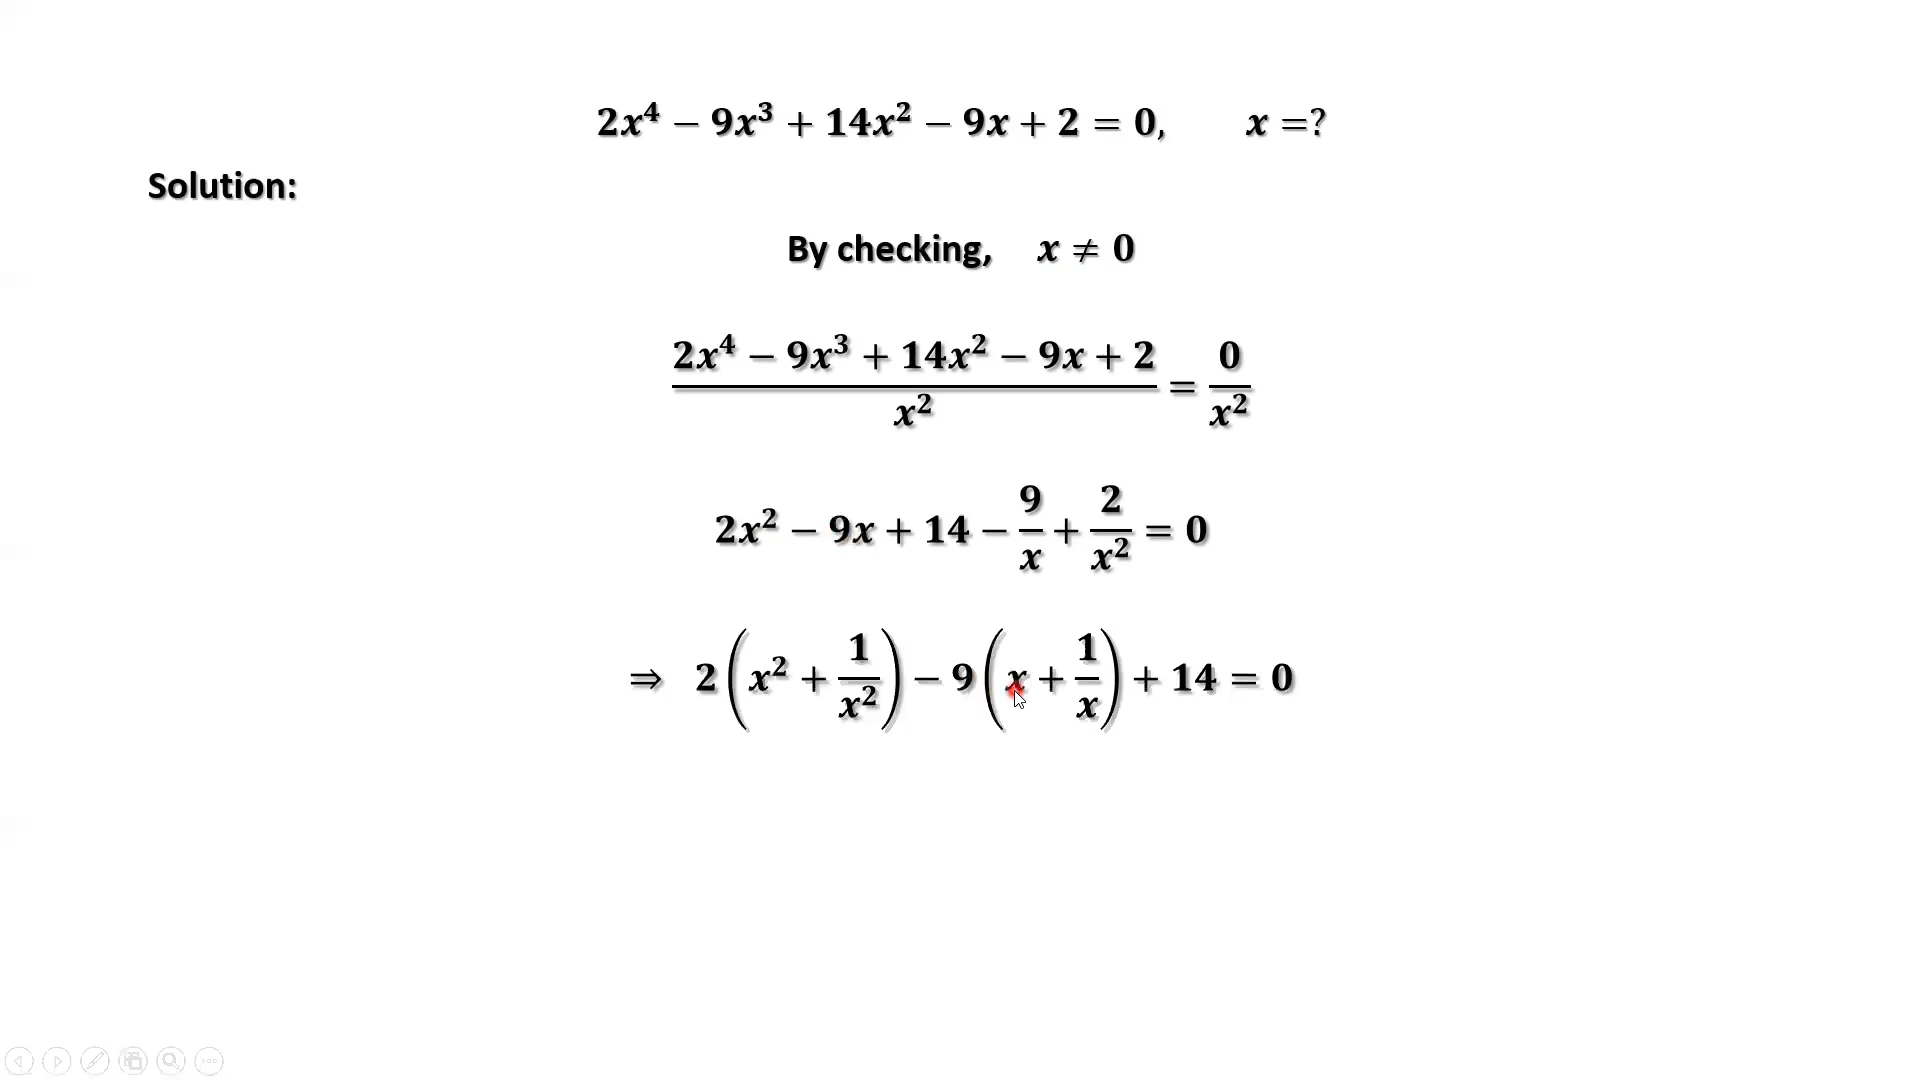 2x⁴ − 9x³ + 14x² − 9x + 2 = 0, x =?
Solution:
By checking, x ≠ 0
(2x⁴ − 9x³ + 14x² − 9x + 2)/x² = 0/x²
2x² − 9x + 14 − 9/x + 2/x² = 0
⇒ 2(x² + 1/x²) − 9(x + 1/x) + 14 = 0